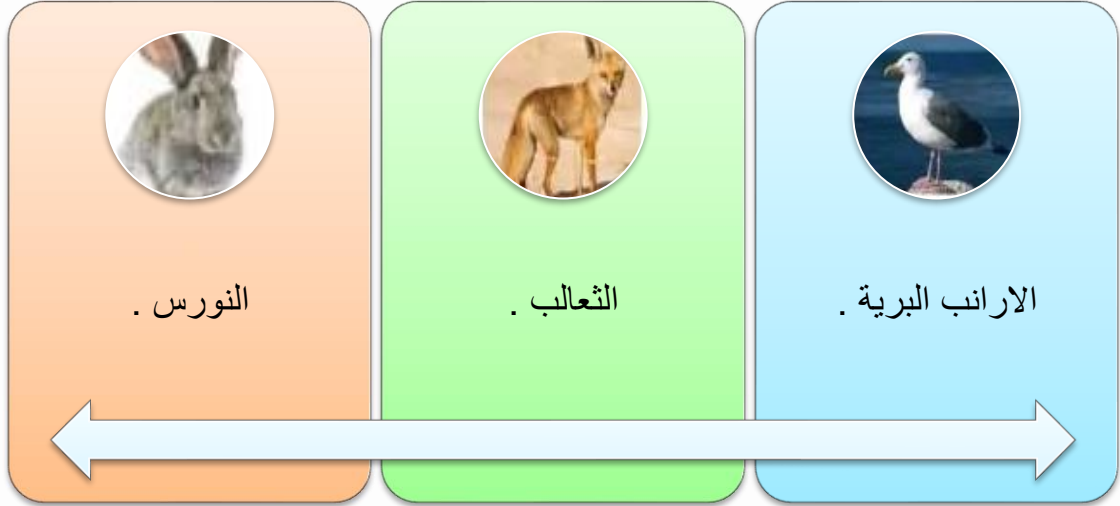 الارانب البرية .
الثعالب .
النورس .